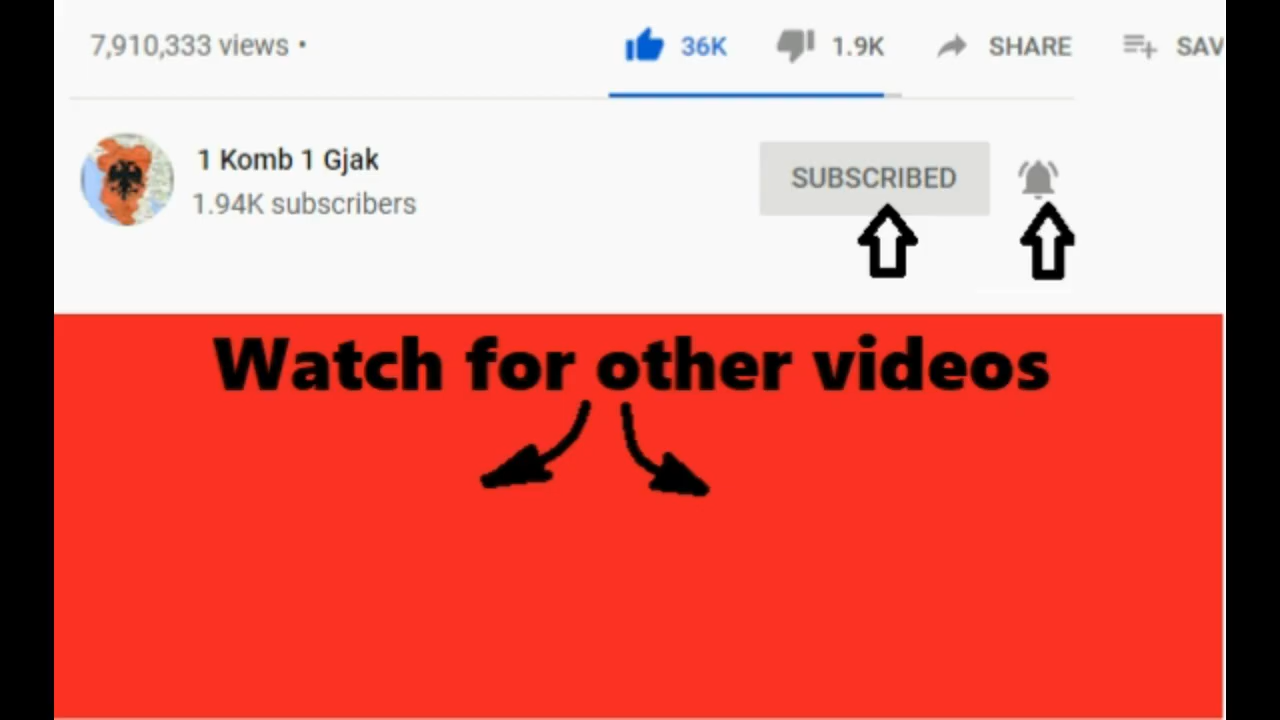 7,910,333 views •
36K
1.9K
SHARE
SAV
1 Komb 1 Gjak
1.94K subscribers
SUBSCRIBED
Watch for other videos